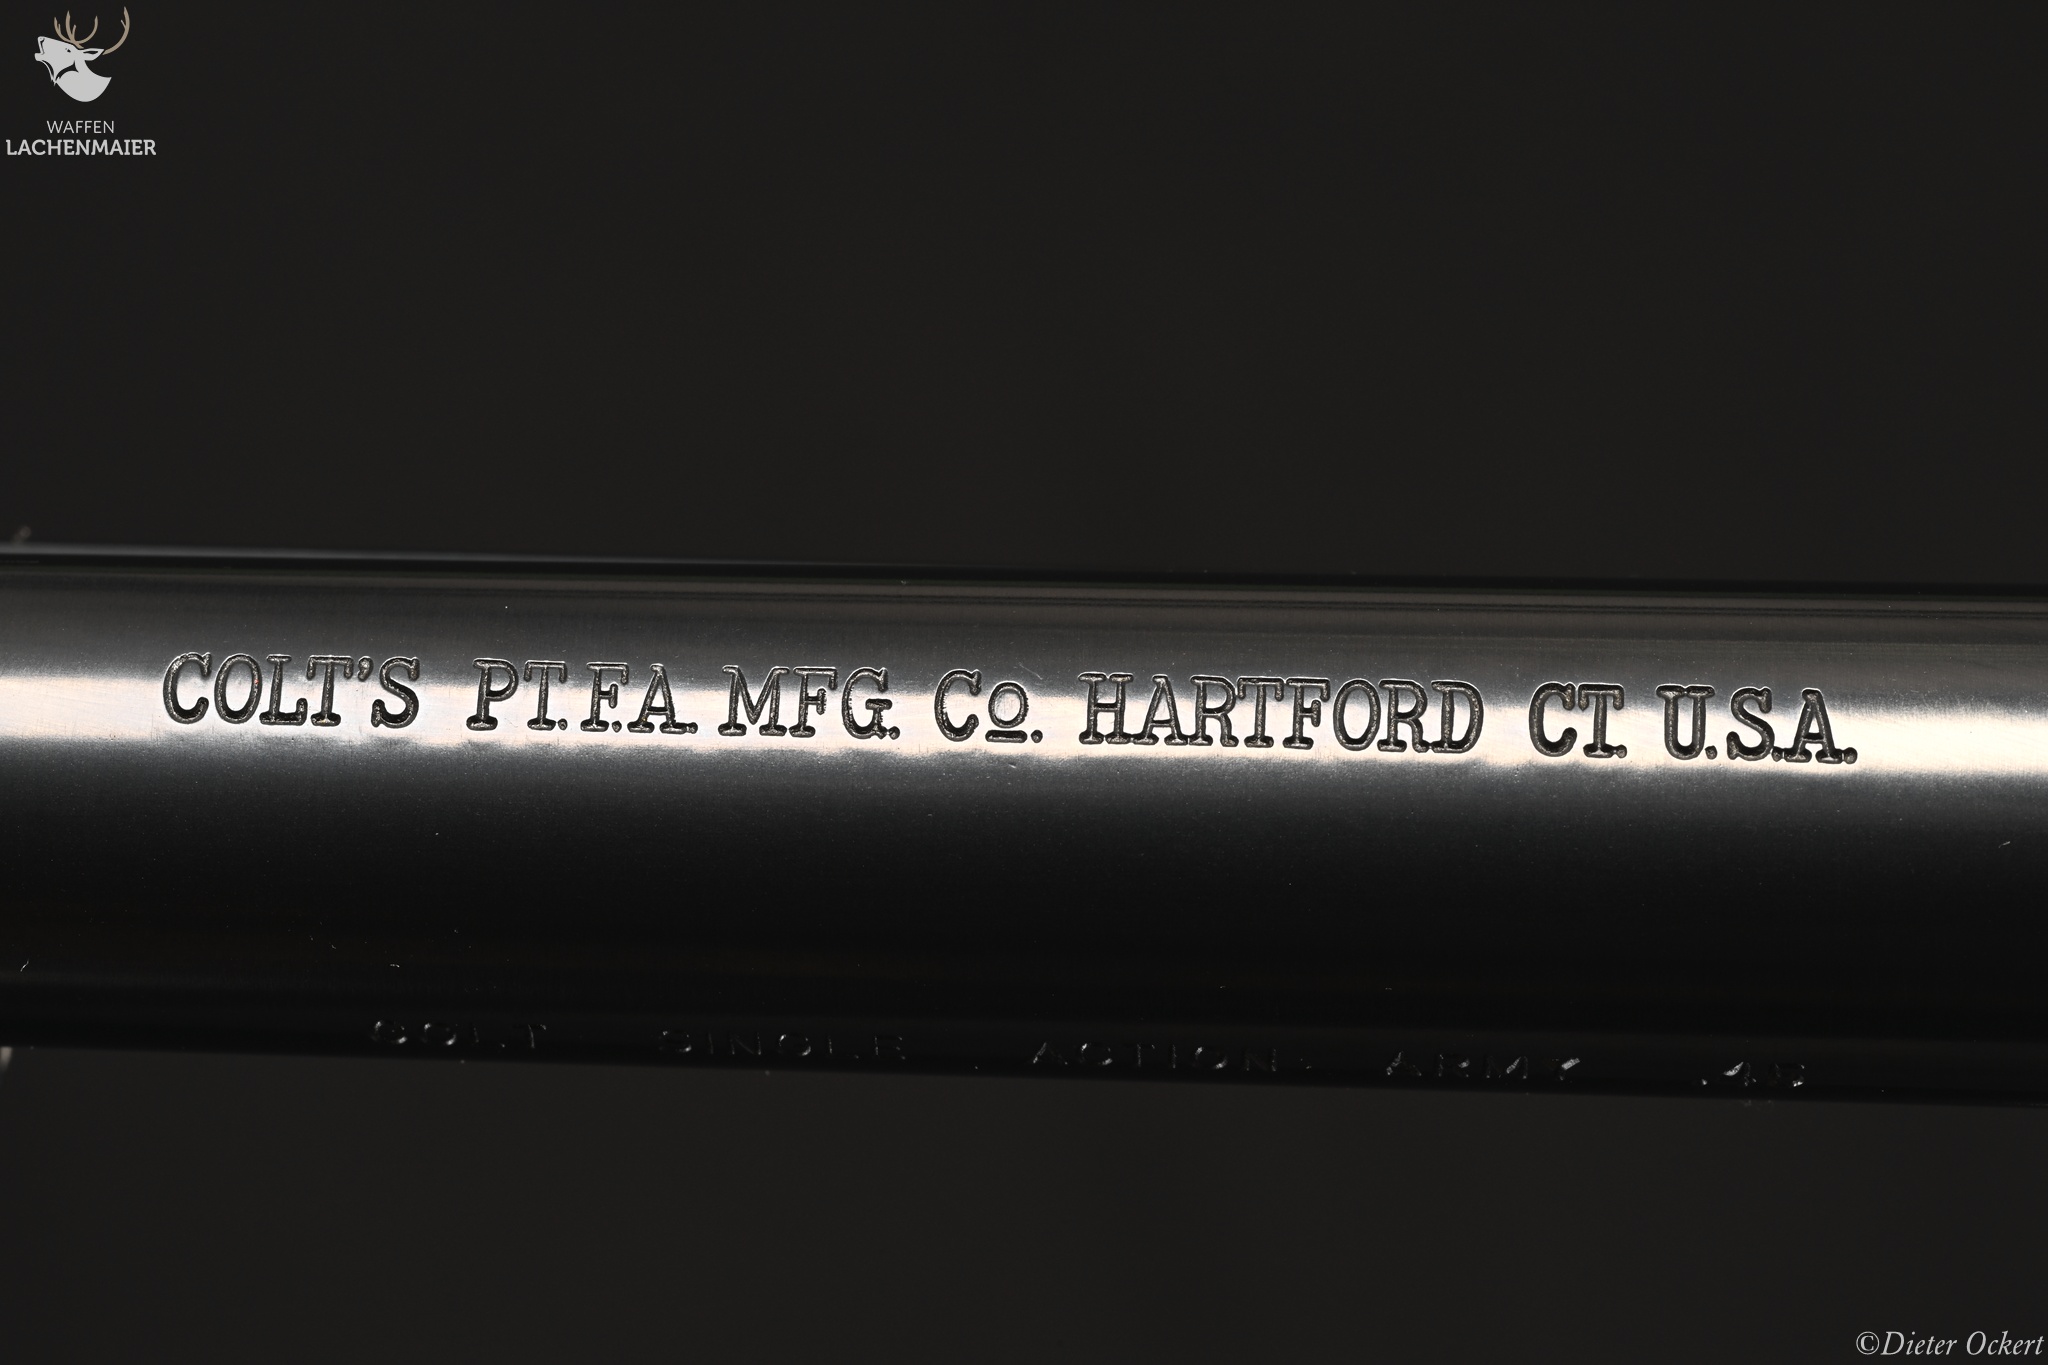 WAFFEN
LACHENMAIER
COLT'S PT. F.A. MFG. Co. HARTFORD CT. U.S.A.
COLT SINGLE ACTION ARMY .45
©Dieter Ockert